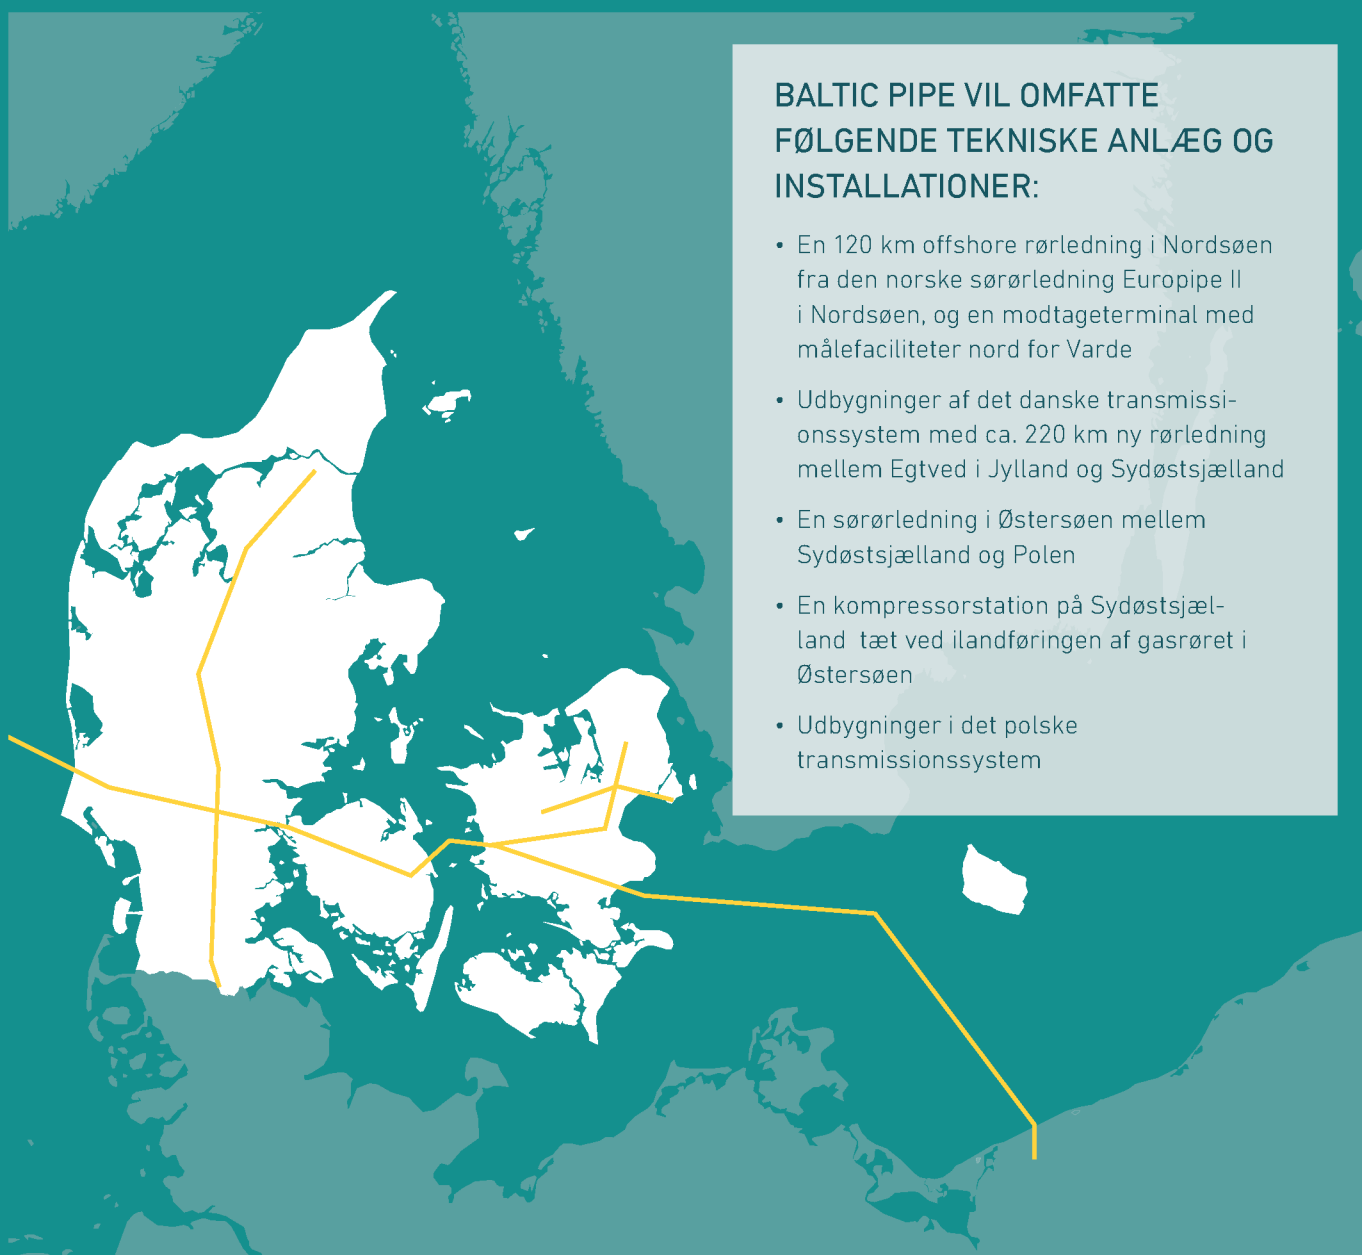 BALTIC PIPE VIL OMFATTE
FØLGENDE TEKNISKE ANLÆG OG
INSTALLATIONER:
• En 120 km offshore rørledning i Nordsøen
fra den norske sørørledning Europipe II
i Nordsøen, og en modtageterminal med
målefaciliteter nord for Varde
• Udbygninger af det danske transmissi-
onssystem med ca. 220 km ny rørledning
mellem Egtved i Jylland og Sydøstsjælland
• En sørørledning i Østersøen mellem
Sydøstsjælland og Polen
• En kompressorstation på Sydøstsjæl-
land  tæt ved ilandføringen af gasrøret i
Østersøen
• Udbygninger i det polske
transmissionssystem